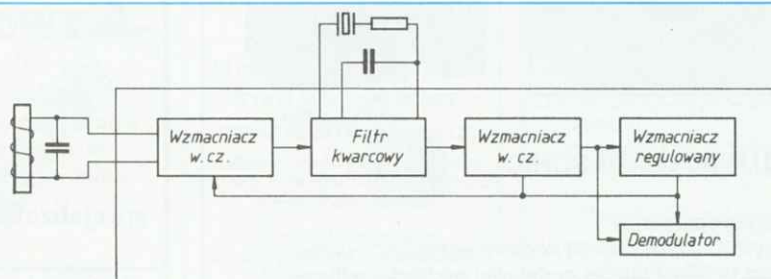 Wzmacniacz
w. cz.
Filtr
kwarcowy
Wzmacniacz
w. cz.
Wzmacniacz
regulowany
Demodulator